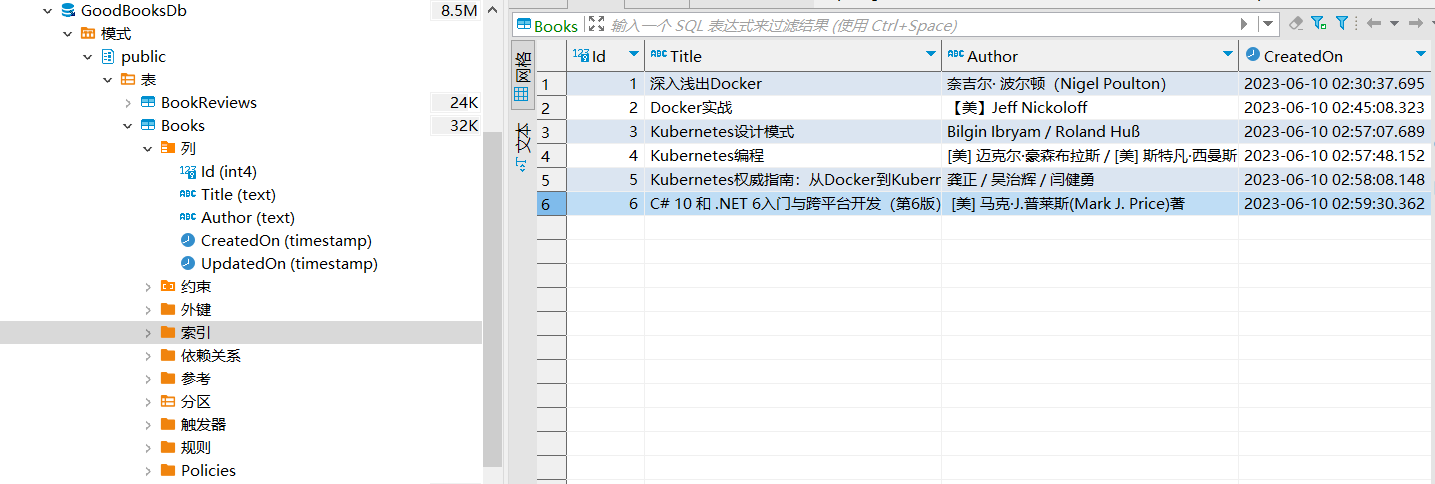 GoodBooksDb 8.5M
模式
public
表
BookReviews 24K
Books 32K
列
Id (int4)
Title (text)
Author (text)
CreatedOn (timestamp)
UpdatedOn (timestamp)
约束
外键
索引
依赖关系
参考
分区
触发器
规则
Policies
Books 输入一个 SQL 表达式来过滤结果 (使用 Ctrl+Space)
网格
文本
Id Title Author CreatedOn
1 1 深入浅出Docker 奈吉尔· 波尔顿（Nigel Poulton） 2023-06-10 02:30:37.695
2 2 Docker实战 【美】Jeff Nickoloff 2023-06-10 02:45:08.323
3 3 Kubernetes设计模式 Bilgin Ibryam / Roland Huß 2023-06-10 02:57:07.689
4 4 Kubernetes编程 [美] 迈克尔·豪森布拉斯 / [美] 斯特凡·西曼斯 2023-06-10 02:57:48.152
5 5 Kubernetes权威指南：从Docker到Kubern 龚正 / 吴治辉 / 闫健勇 2023-06-10 02:58:08.148
6 6 C# 10 和 .NET 6入门与跨平台开发（第6版） [美] 马克·J.普莱斯(Mark J. Price)著 2023-06-10 02:59:30.362